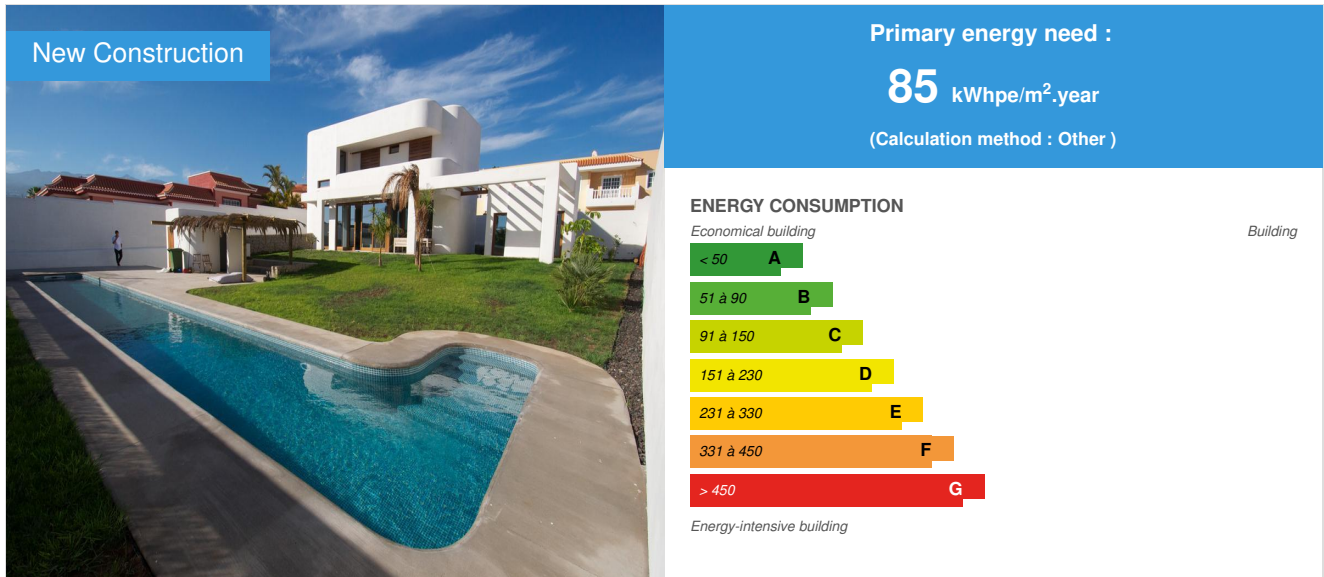 New Construction
Primary energy need :
85 kWhpe/m².year
(Calculation method : Other )
ENERGY CONSUMPTION
Economical building
Building
< 50 A
51 à 90 B
91 à 150 C
151 à 230 D
231 à 330 E
331 à 450 F
> 450 G
Energy-intensive building